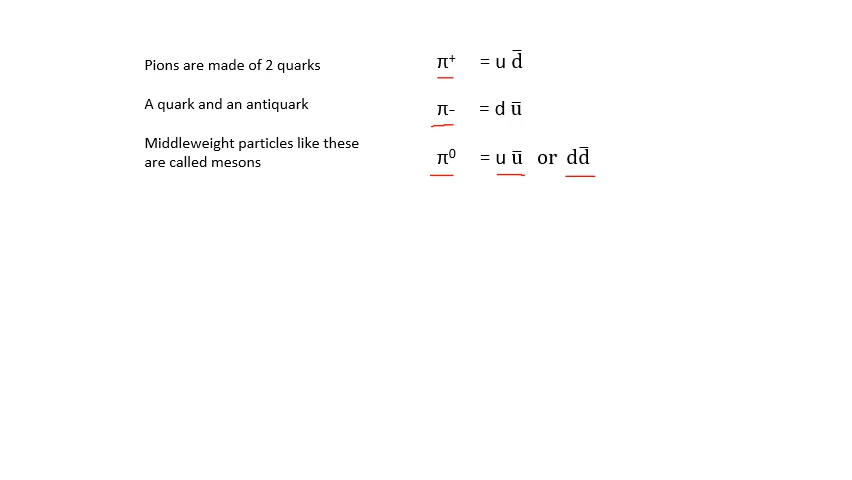 Pions are made of 2 quarks
π⁺ = u d̅
A quark and an antiquark
π- = d u̅
Middleweight particles like these
are called mesons
π⁰ = u u̅ or dd̅